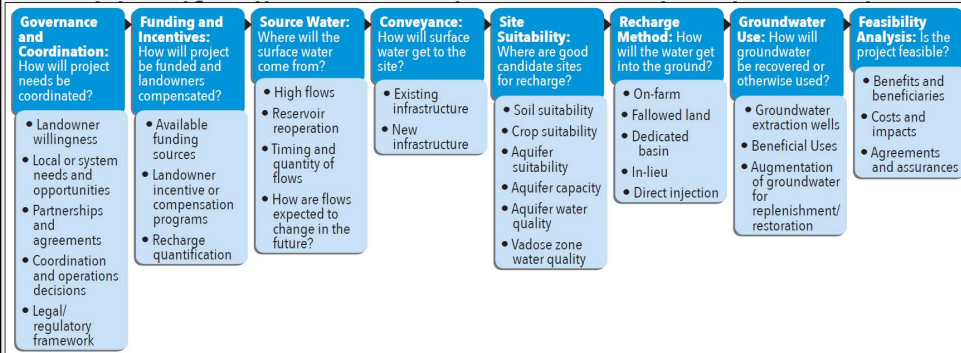 Governance
and
Coordination:
How will project
needs be
coordinated?
• Landowner
willingness
• Local or system
needs and
opportunities
• Partnerships
and
agreements
• Coordination
and operations
decisions
• Legal/
regulatory
framework
Funding and
Incentives:
How will project
be funded and
landowners
compensated?
• Available
funding
sources
• Landowner
incentive or
compensation
programs
• Recharge
quantification
Source Water:
Where will the
surface water
come from?
• High flows
• Reservoir
reoperation
• Timing and
quantity of
flows
• How are flows
expected to
change in the
future?
Conveyance:
How will surface
water get to the
site?
• Existing
infrastructure
• New
infrastructure
Site
Suitability:
Where are good
candidate sites
for recharge?
• Soil suitability
• Crop suitability
• Aquifer
suitability
• Aquifer capacity
• Aquifer water
quality
• Vadose zone
water quality
Recharge
Method: How
will the water get
into the ground?
• On-farm
• Fallowed land
• Dedicated
basin
• In-lieu
• Direct injection
Groundwater
Use: How will
groundwater
be recovered or
otherwise used?
• Groundwater
extraction wells
• Beneficial Uses
• Augmentation
of groundwater
for
replenishment/
restoration
Feasibility
Analysis: Is the
project feasible?
• Benefits and
beneficiaries
• Costs and
impacts
• Agreements
and assurances